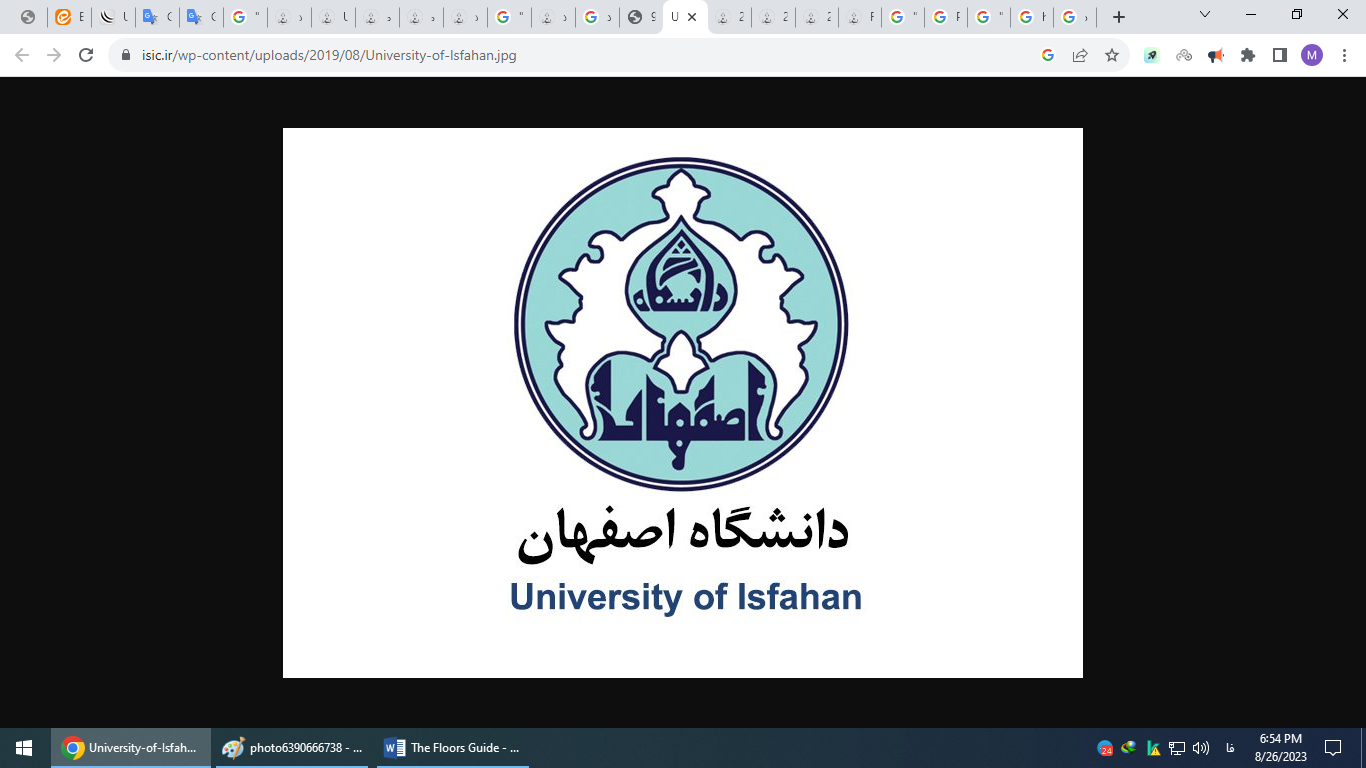 isic.ir/wp-content/uploads/2019/08/University-of-Isfahan.jpg
M
دانشگاه
اصفهان
دانشگاه اصفهان
University of Isfahan
University-of-Isfah...
photo6390666738 - ...
The Floors Guide - ...
24
فا
6:54 PM
8/26/2023